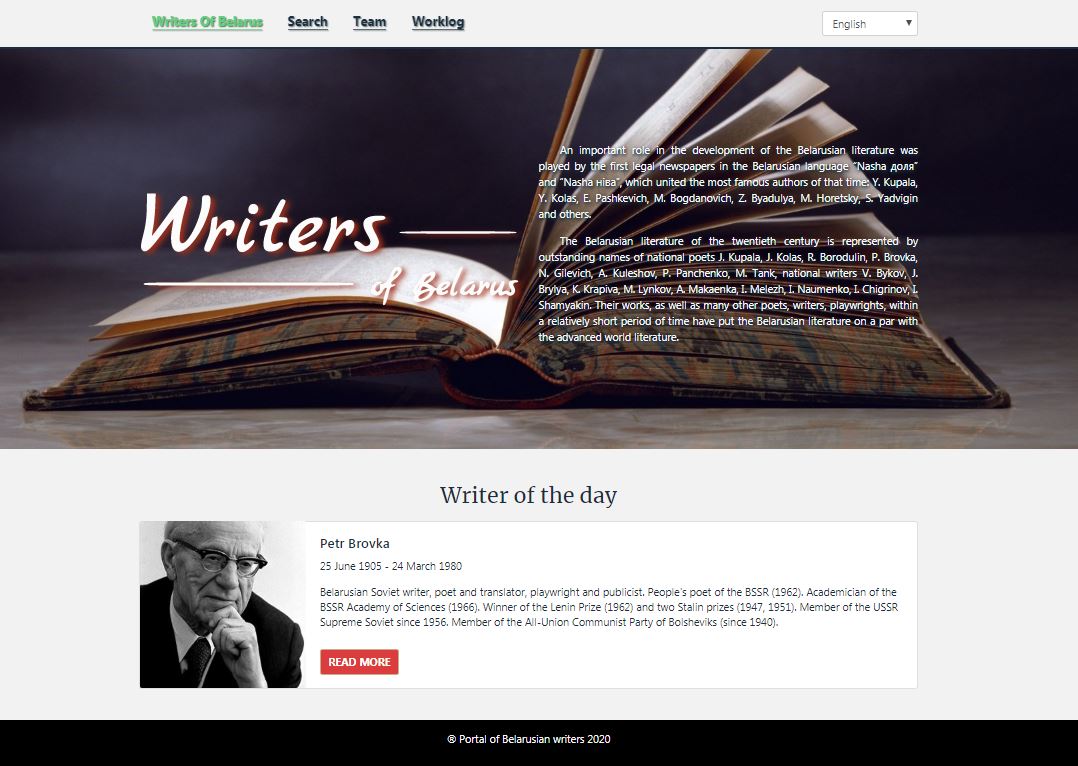 Writers Of Belarus Search Team Worklog English
Writers
of Belarus
An important role in the development of the Belarusian literature was
played by the first legal newspapers in the Belarusian language “Nasha доля”
and “Nasha ніва”, which united the most famous authors of that time: Y. Kupala,
Y. Kolas, E. Pashkevich, M. Bogdanovich, Z. Byadulya, M. Horetsky, S. Yadvigin
and others.
The Belarusian literature of the twentieth century is represented by
outstanding names of national poets J. Kupala, J. Kolas, R. Borodulin, P. Brovka,
N. Gilevich, A. Kuleshov, P. Panchenko, M. Tank, national writers V. Bykov, J.
Brylya, K. Krapiva, M. Lynkov, A. Makaenka, I. Melezh, I. Naumenko, I. Chigrinov, I.
Shamyakin. Their works, as well as many other poets, writers, playwrights, within
a relatively short period of time have put the Belarusian literature on a par with
the advanced world literature.
Writer of the day
Petr Brovka
25 June 1905 - 24 March 1980
Belarusian Soviet writer, poet and translator, playwright and publicist. People's poet of the BSSR (1962). Academician of the
BSSR Academy of Sciences (1966). Winner of the Lenin Prize (1962) and two Stalin prizes (1947, 1951). Member of the USSR
Supreme Soviet since 1956. Member of the All-Union Communist Party of Bolsheviks (since 1940).
READ MORE
® Portal of Belarusian writers 2020